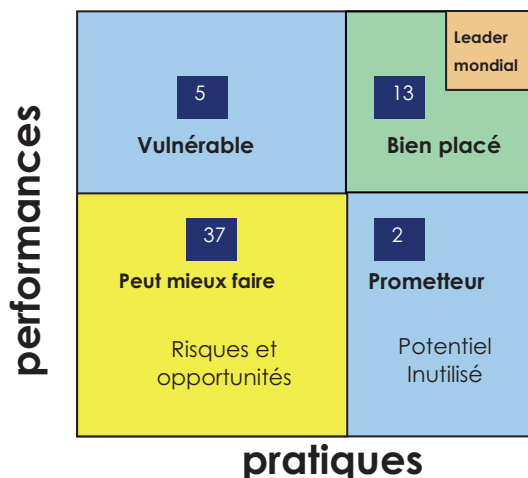 Leader
mondial
5
Vulnérable
13
Bien placé
37
Peut mieux faire
Risques et
opportunités
2
Prometteur
Potentiel
Inutilisé
performances
pratiques